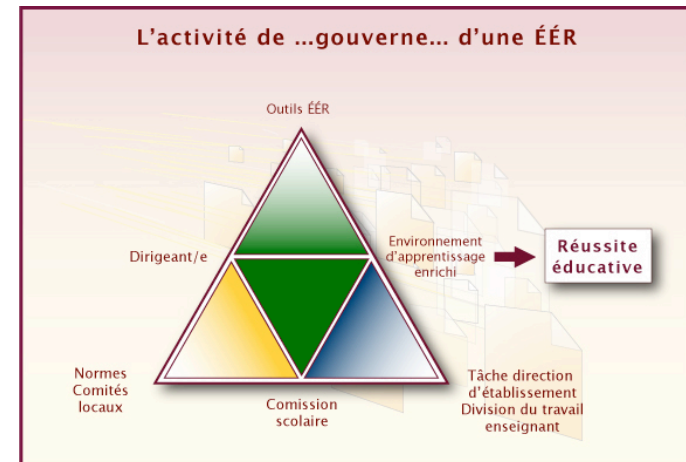 L'activité de ...gouverne... d'une ÉÉR
Outils ÉÉR
Dirigeant/e
Environnement
d'apprentissage
enrichi
Réussite
éducative
Normes
Comités
locaux
Comission
scolaire
Tâche direction
d'établissement
Division du travail
enseignant